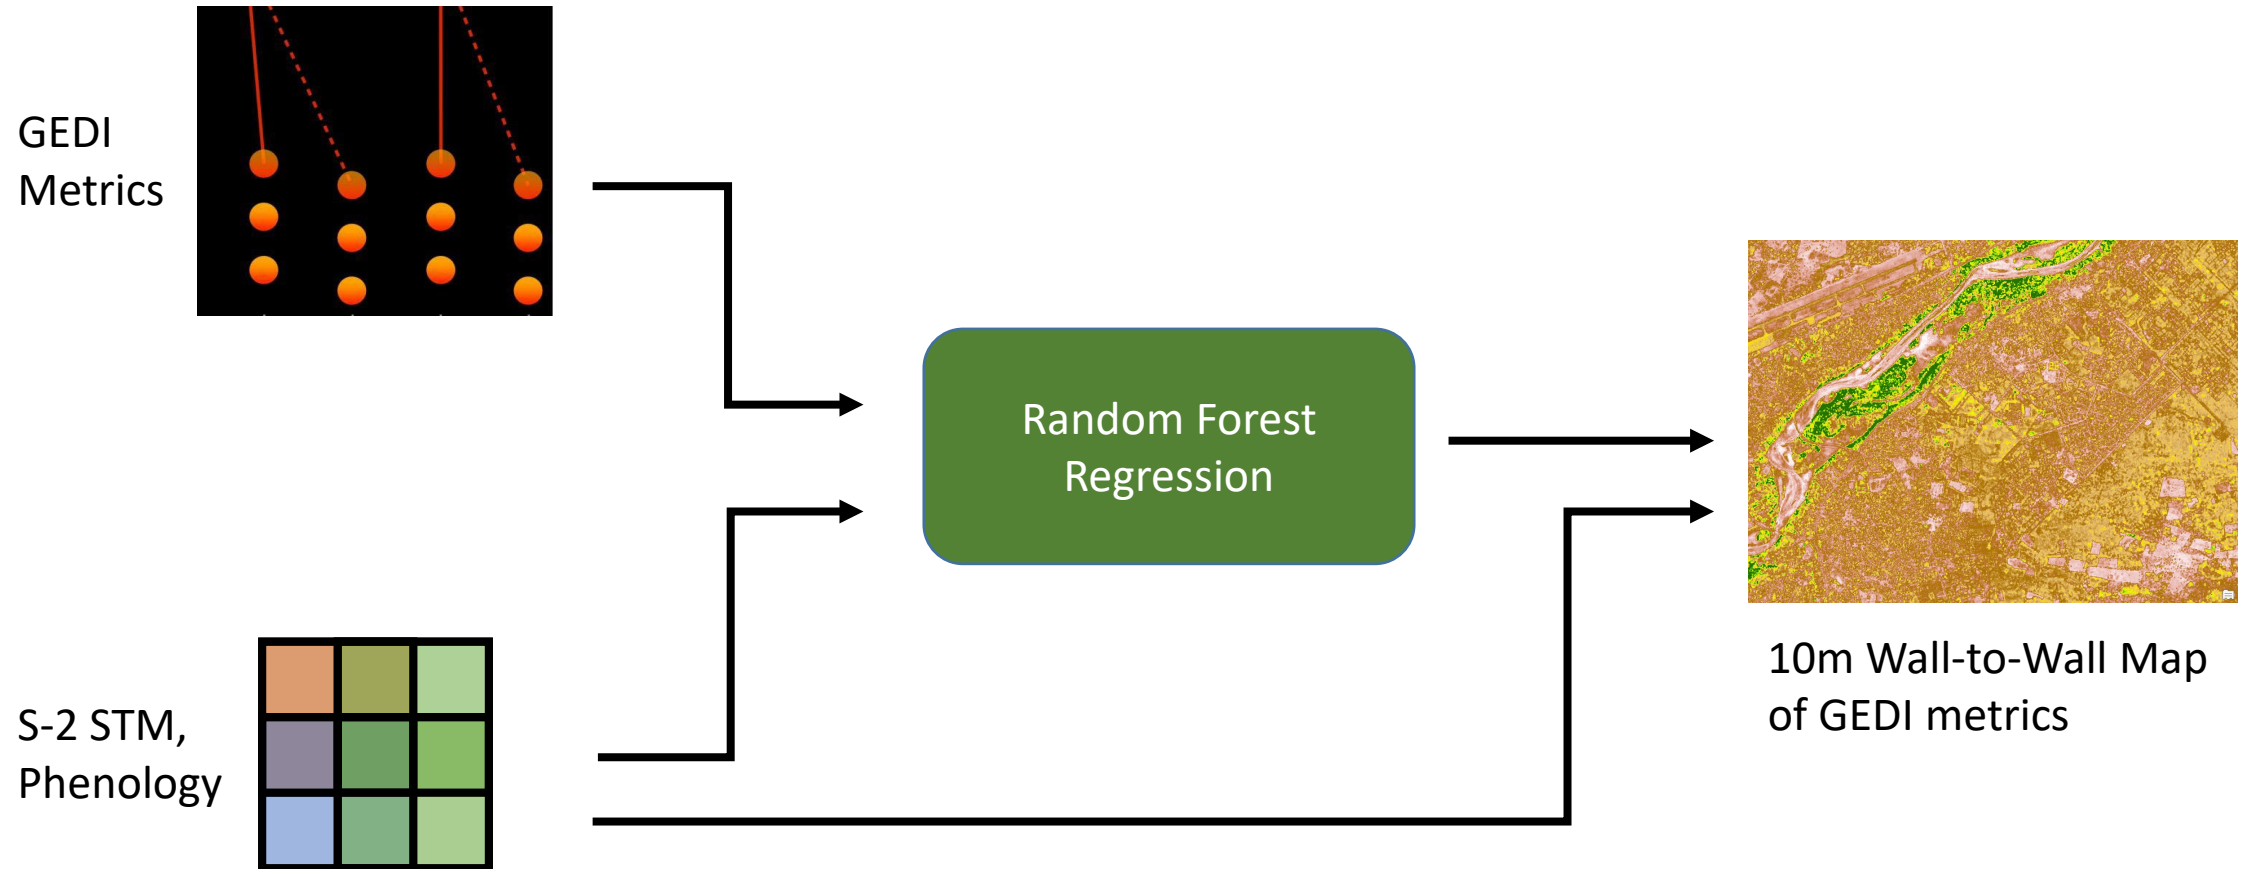 GEDI
Metrics
Random Forest
Regression
S-2 STM,
Phenology
10m Wall-to-Wall Map
of GEDI metrics